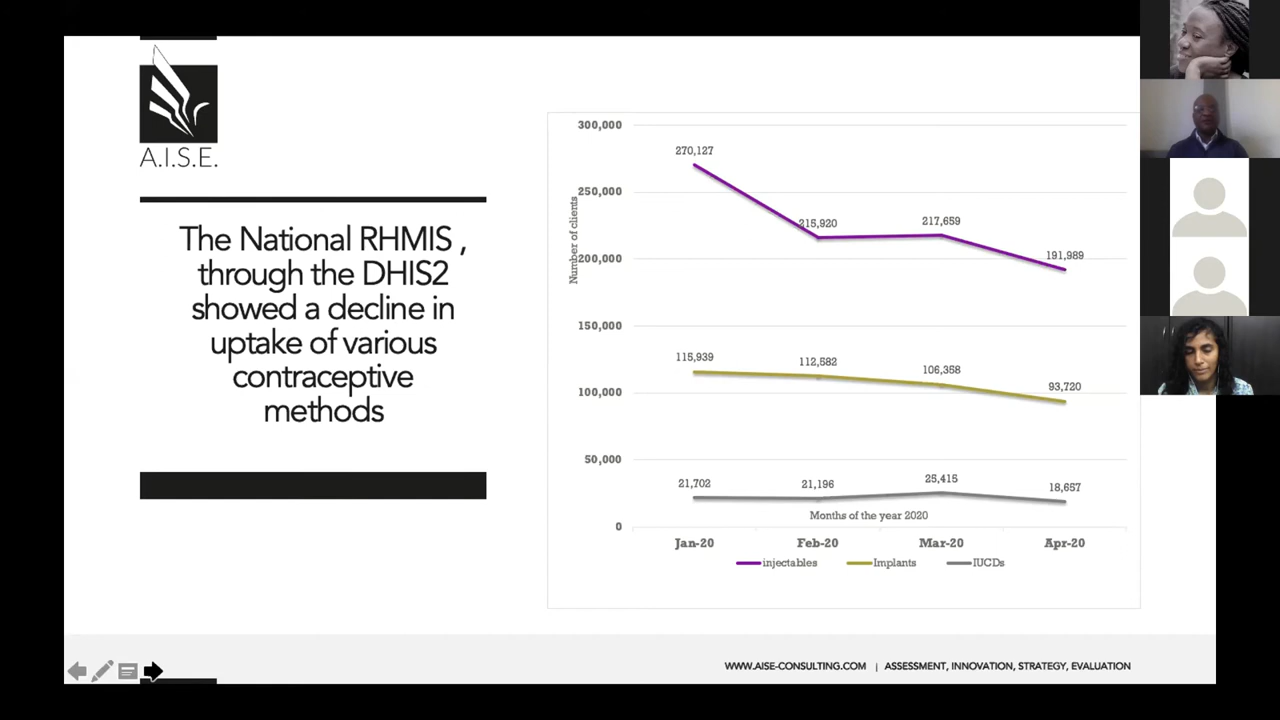 A.I.S.E.
The National RHMIS ,
through the DHIS2
showed a decline in
uptake of various
contraceptive
methods
300,000
250,000
200,000
150,000
100,000
50,000
0
Number of clients
270,127
215,920
217,659
191,989
115,939
112,582
106,358
93,720
21,702
21,196
25,415
18,657
Months of the year 2020
Jan-20 Feb-20 Mar-20 Apr-20
injectables Implants IUCDs
WWW.AISE-CONSULTING.COM | ASSESSMENT, INNOVATION, STRATEGY, EVALUATION